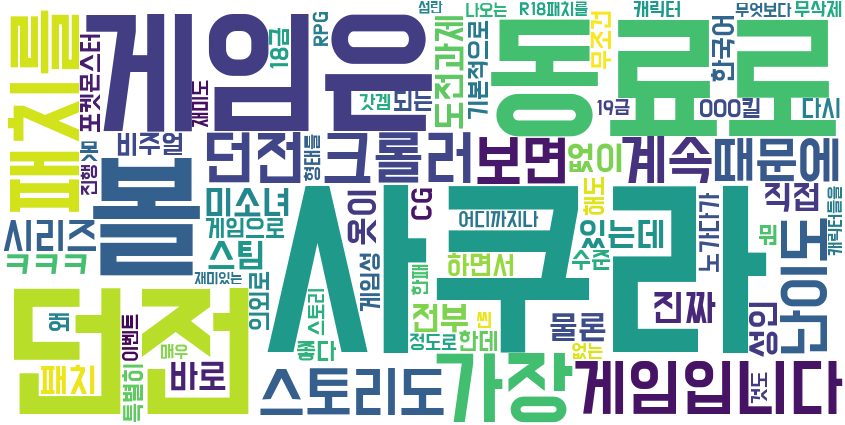 섬란 나오는 R18패치를 캐릭터 무엇보다 무삭제
패치를 게임은 동료로
포켓몬스터 18금 RPG 재미도 갓겜 되는 도전과제 기본적으로 무조건 한국어
19금 OOO킬 다시
진행 못 비주얼 던전 형태들 크롤러 보면 없이 계속 때문에
볼 미소녀 옷이 CG 어디까지나 해도 직접
시리즈 게임으로 사쿠라 있는데 노가다가 뭔 난이도 캐릭터들을
ㅋㅋㅋ 스팀 게임성 하면서 수준
재미있는 의외로 한패
던전 왜 이벤트 스토리 전부 씬 물론 진짜 성인
매우 좋다 정도로 한데 없는
패치 특별히 바로 스토리도 가장 게임입니다 것도